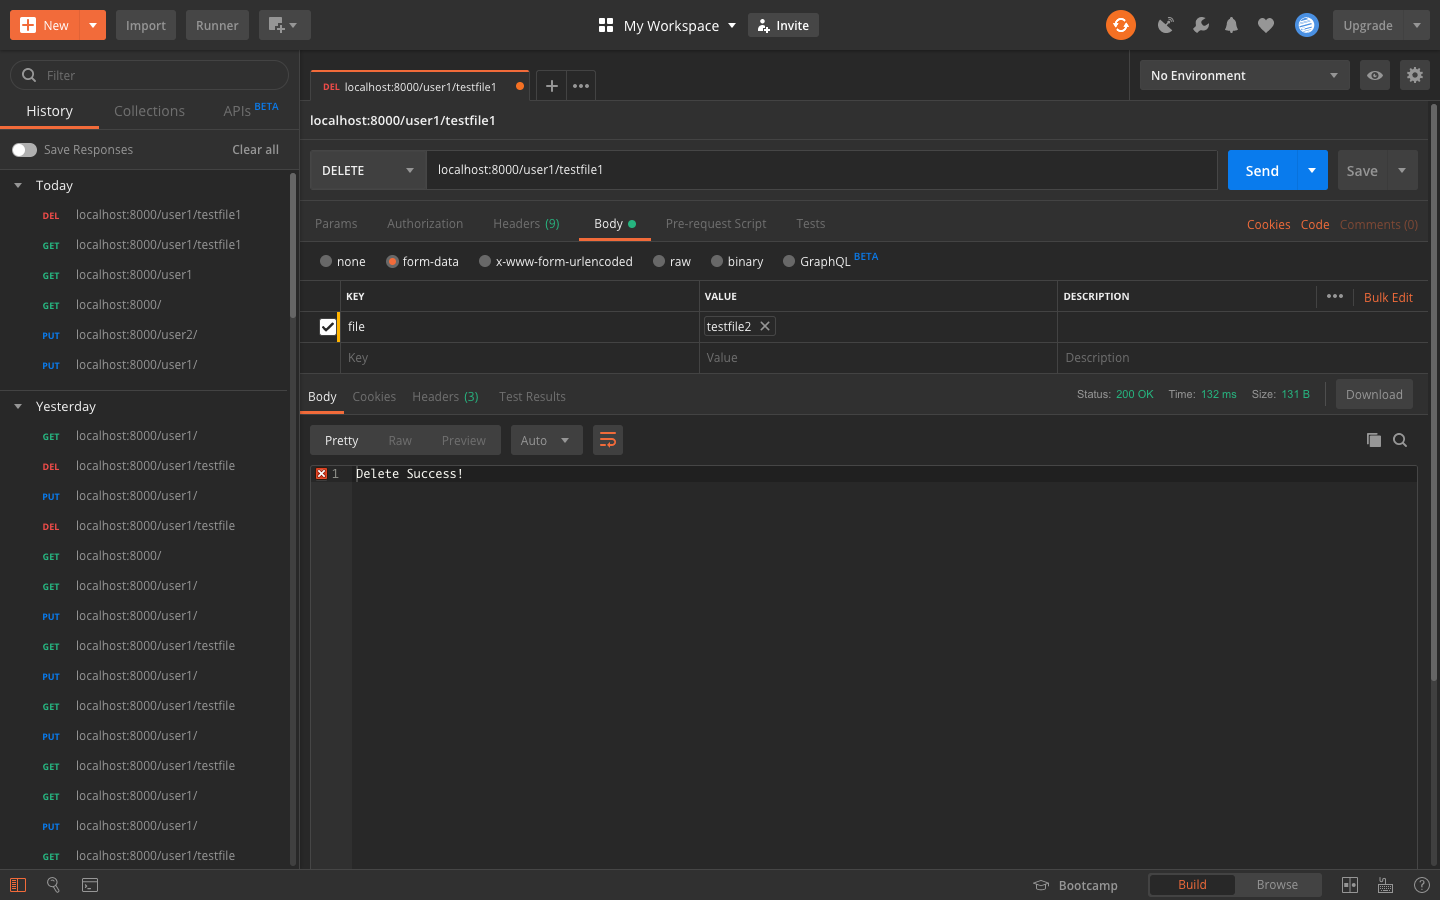 New
Import
Runner
My Workspace
Invite
Upgrade
Filter
History
Collections
APIs BETA
Save Responses
Clear all
Today
DEL localhost:8000/user1/testfile1
GET localhost:8000/user1/testfile1
GET localhost:8000/user1
GET localhost:8000/
PUT localhost:8000/user2/
PUT localhost:8000/user1/
Yesterday
GET localhost:8000/user1/
DEL localhost:8000/user1/testfile
PUT localhost:8000/user1/
DEL localhost:8000/user1/testfile
GET localhost:8000/
GET localhost:8000/user1/
PUT localhost:8000/user1/
GET localhost:8000/user1/testfile
PUT localhost:8000/user1/
GET localhost:8000/user1/testfile
PUT localhost:8000/user1/
GET localhost:8000/user1/testfile
GET localhost:8000/user1/
PUT localhost:8000/user1/
GET localhost:8000/user1/testfile
DEL localhost:8000/user1/testfile1
No Environment
localhost:8000/user1/testfile1
DELETE localhost:8000/user1/testfile1
Send
Save
Params Authorization Headers (9) Body Pre-request Script Tests
Cookies Code Comments (0)
none form-data x-www-form-urlencoded raw binary GraphQL BETA
KEY VALUE DESCRIPTION Bulk Edit
file testfile2
Key Value Description
Body Cookies Headers (3) Test Results
Status: 200 OK Time: 132 ms Size: 131 B
Download
Pretty Raw Preview Auto
1 Delete Success!
Bootcamp
Build
Browse